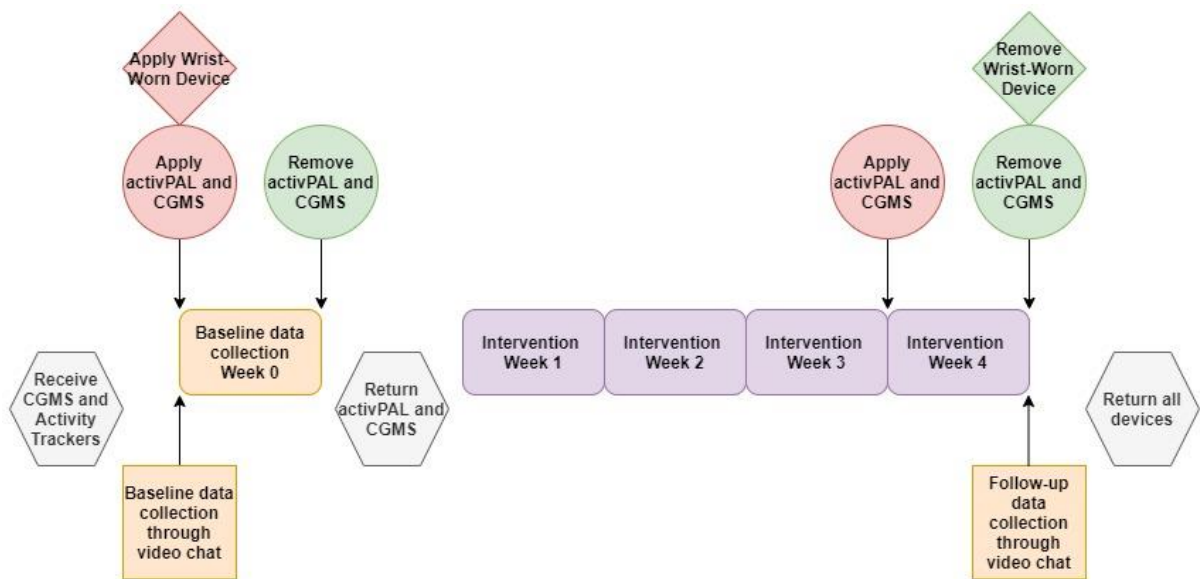 Apply Wrist-
Worn Device
Remove
Wrist-Worn
Device
Apply
activPAL and
CGMS
Remove
activPAL and
CGMS
Apply
activPAL and
CGMS
Remove
activPAL and
CGMS
Baseline data
collection
Week 0
Intervention
Week 1
Intervention
Week 2
Intervention
Week 3
Intervention
Week 4
Receive
CGMS and
Activity
Trackers
Return
activPAL and
CGMS
Return all
devices
Baseline data
collection
through
video chat
Follow-up
data
collection
through
video chat